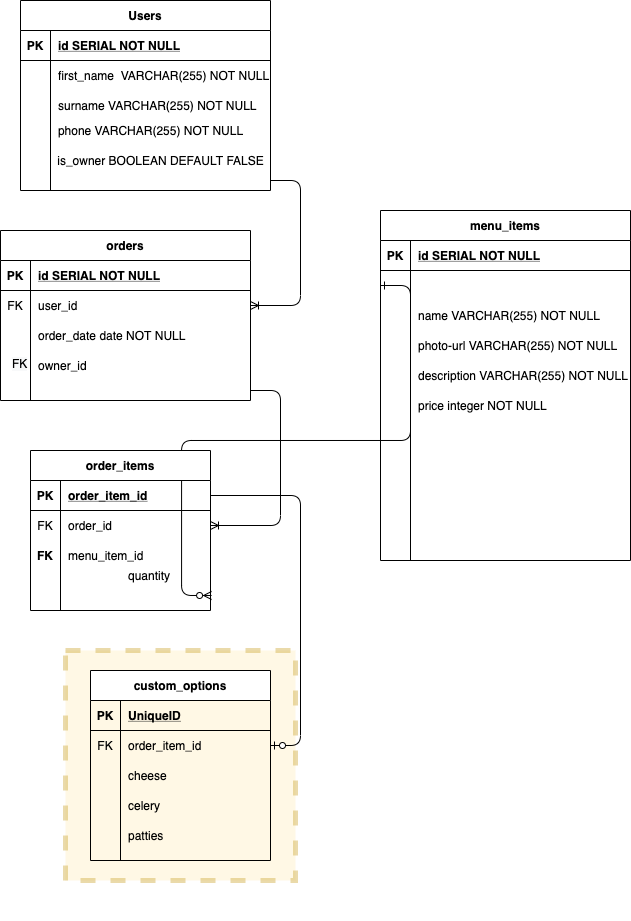 Users
PK id SERIAL NOT NULL
first_name VARCHAR(255) NOT NULL
surname VARCHAR(255) NOT NULL
phone VARCHAR(255) NOT NULL
is_owner BOOLEAN DEFAULT FALSE
orders
PK id SERIAL NOT NULL
FK user_id
order_date date NOT NULL
FK owner_id
menu_items
PK id SERIAL NOT NULL
name VARCHAR(255) NOT NULL
photo-url VARCHAR(255) NOT NULL
description VARCHAR(255) NOT NULL
price integer NOT NULL
order_items
PK order_item_id
FK order_id
FK menu_item_id
quantity
custom_options
PK UniqueID
FK order_item_id
cheese
celery
patties